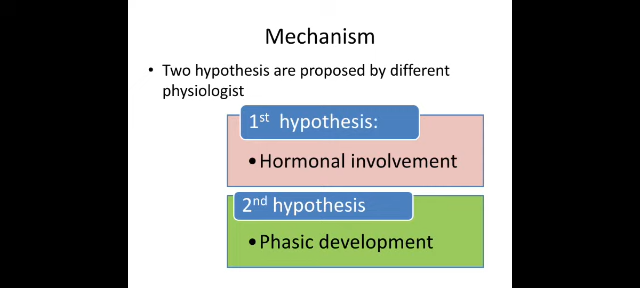 Mechanism
• Two hypothesis are proposed by different
physiologist
1st hypothesis:
•Hormonal involvement
2nd hypothesis
•Phasic development